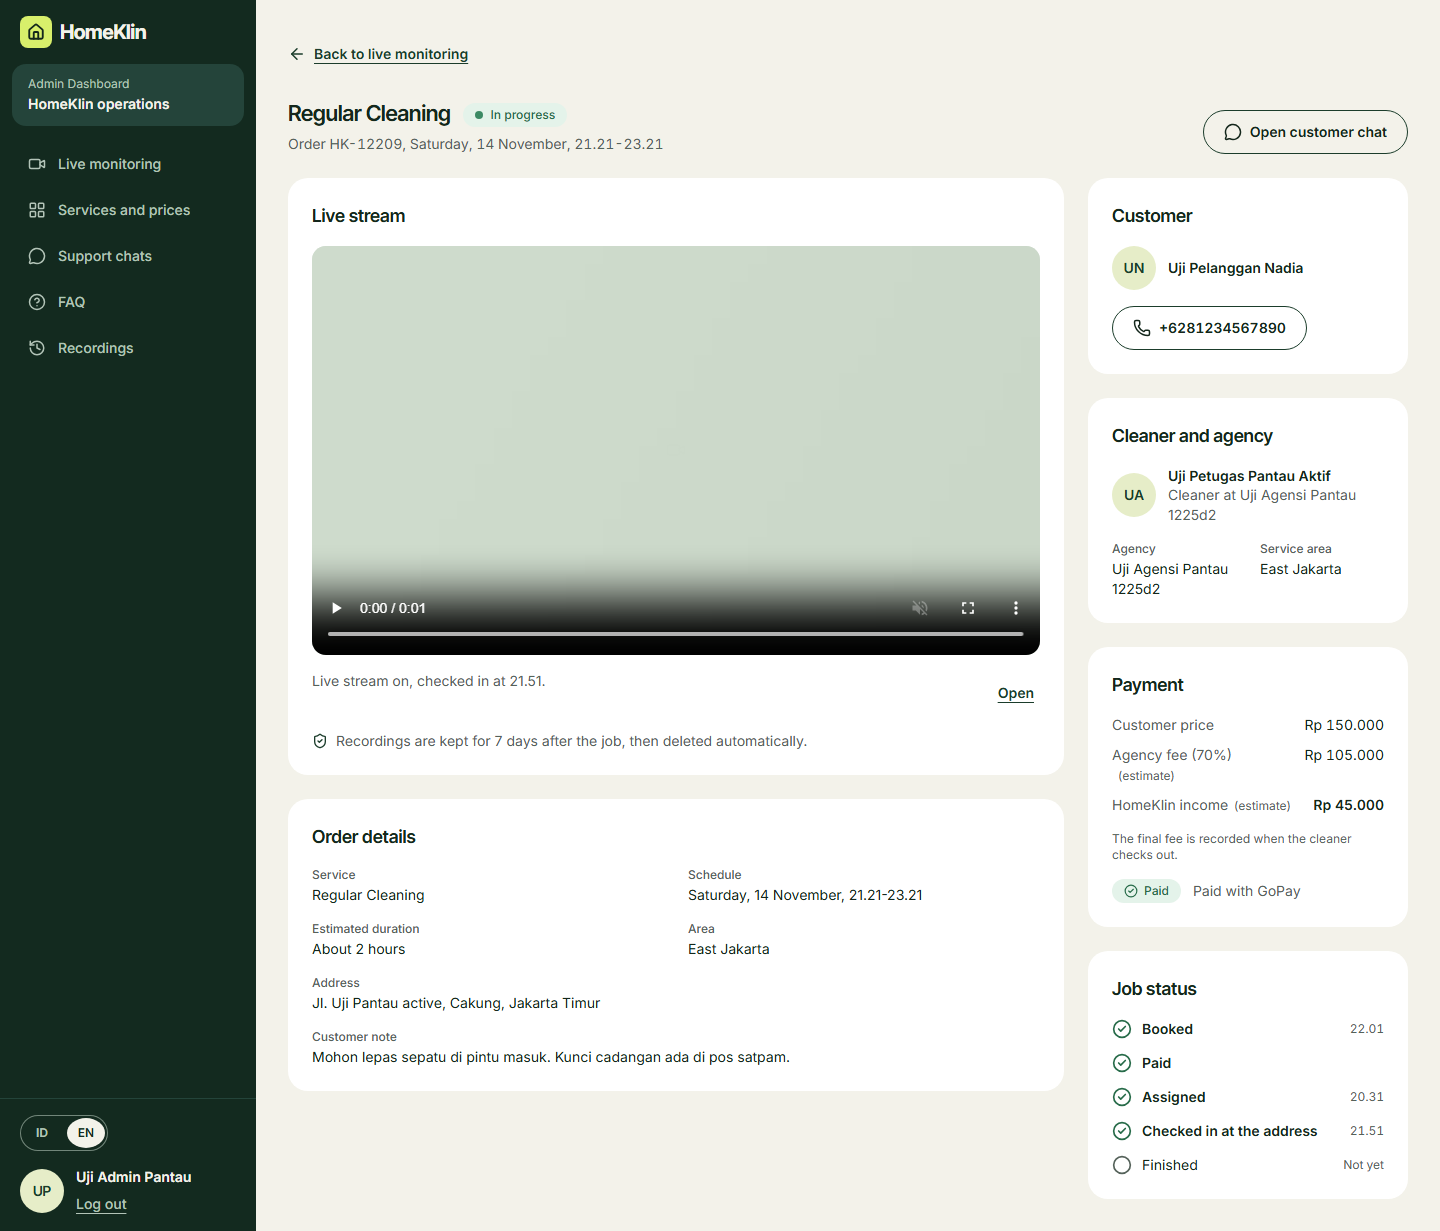 HomeKlin
Admin Dashboard
HomeKlin operations
Live monitoring
Services and prices
Support chats
FAQ
Recordings
ID
EN
UP
Uji Admin Pantau
Log out
Back to live monitoring
Regular Cleaning
In progress
Order HK-12209, Saturday, 14 November, 21.21-23.21
Open customer chat
Live stream
0:00 / 0:01
Live stream on, checked in at 21.51.
Open
Recordings are kept for 7 days after the job, then deleted automatically.
Order details
Service
Regular Cleaning
Schedule
Saturday, 14 November, 21.21-23.21
Estimated duration
About 2 hours
Area
East Jakarta
Address
Jl. Uji Pantau active, Cakung, Jakarta Timur
Customer note
Mohon lepas sepatu di pintu masuk. Kunci cadangan ada di pos satpam.
Customer
UN
Uji Pelanggan Nadia
+6281234567890
Cleaner and agency
UA
Uji Petugas Pantau Aktif
Cleaner at Uji Agensi Pantau
1225d2
Agency
Uji Agensi Pantau
1225d2
Service area
East Jakarta
Payment
Customer price Rp 150.000
Agency fee (70%) Rp 105.000
(estimate)
HomeKlin income (estimate) Rp 45.000
The final fee is recorded when the cleaner
checks out.
Paid
Paid with GoPay
Job status
Booked 22.01
Paid
Assigned 20.31
Checked in at the address 21.51
Finished Not yet